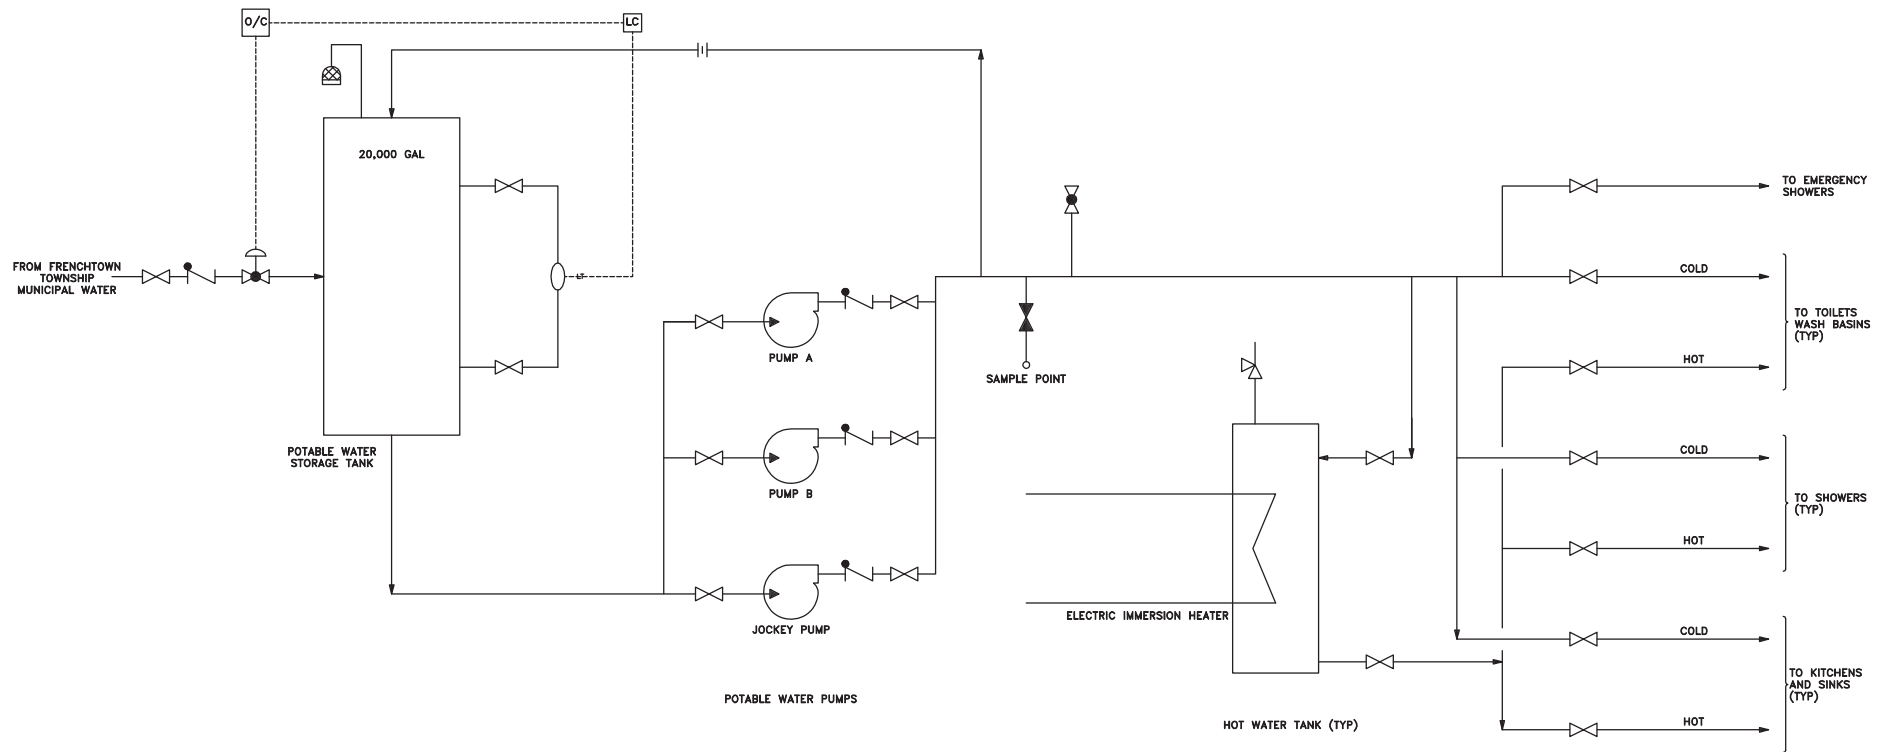 O/C
LC
20,000 GAL
FROM FRENCHTOWN
TOWNSHIP
MUNICIPAL WATER
LT
POTABLE WATER
STORAGE TANK
PUMP A
PUMP B
JOCKEY PUMP
POTABLE WATER PUMPS
SAMPLE POINT
ELECTRIC IMMERSION HEATER
HOT WATER TANK (TYP)
TO EMERGENCY
SHOWERS
COLD
TO TOILETS
WASH BASINS
(TYP)
HOT
COLD
TO SHOWERS
(TYP)
HOT
COLD
TO KITCHENS
AND SINKS
(TYP)
HOT